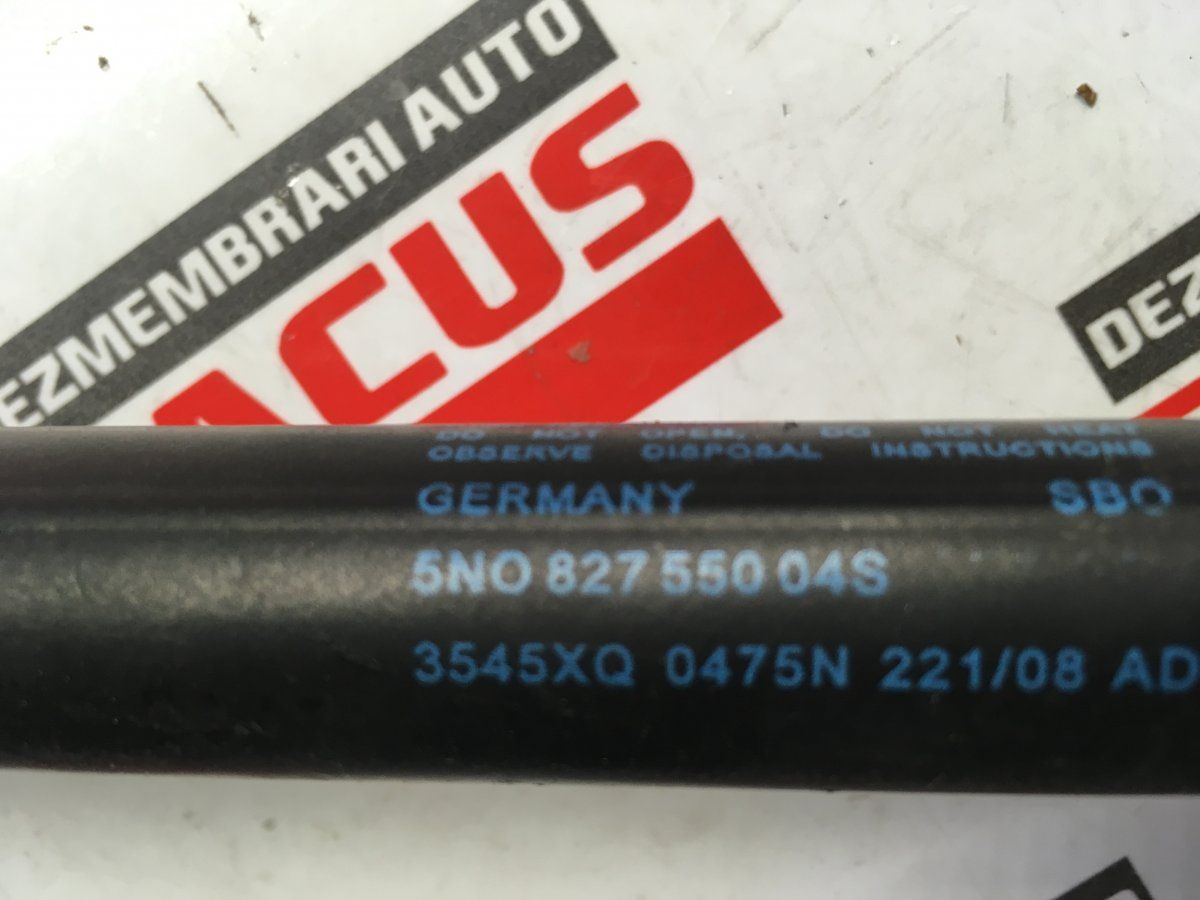 DEZMEMBRARI AUTO
ACUS
DEZ
DO NOT OPEN, DO NOT HEAT
OBSERVE DISPOSAL INSTRUCTIONS
GERMANY SBO
5NO 827 550 04S
3545XQ 0475N 221/08 AD